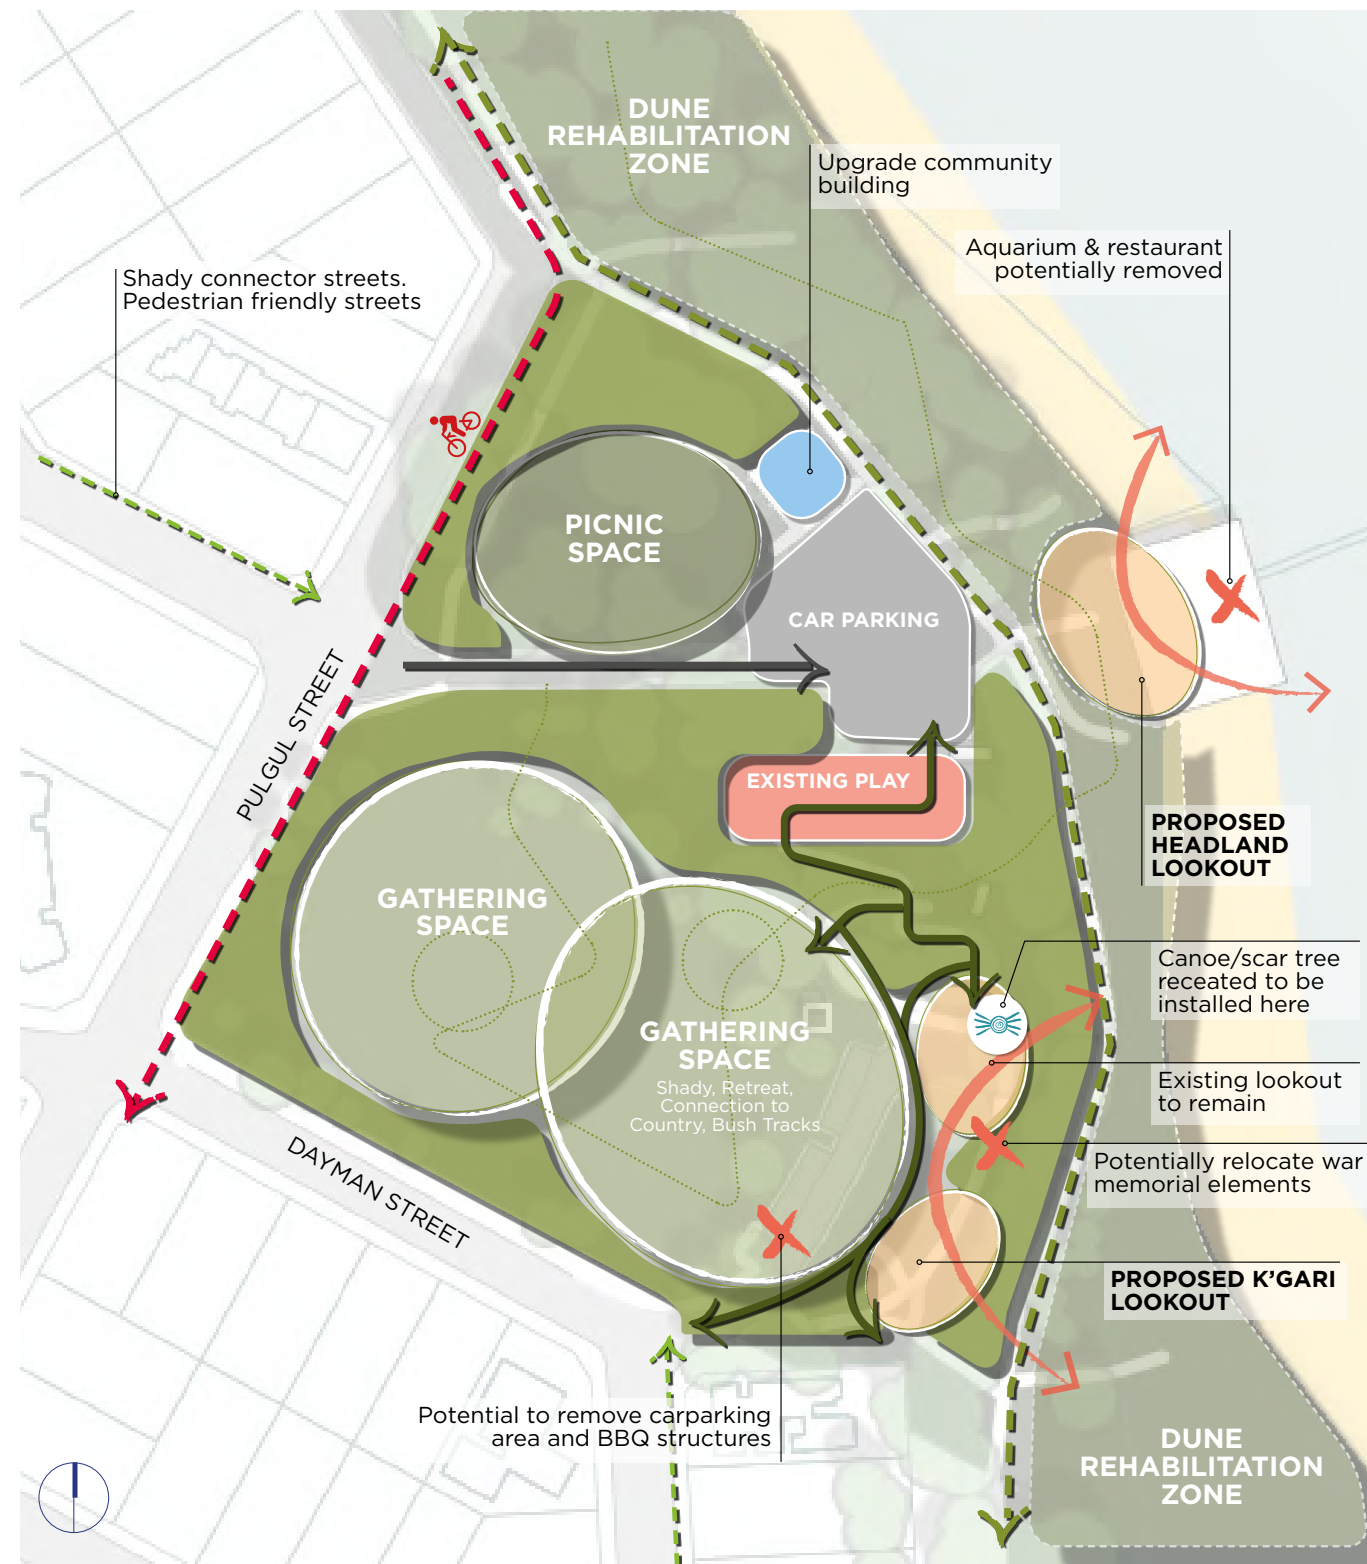 DUNE
REHABILITATION
ZONE
Upgrade community
building
Aquarium & restaurant
potentially removed
Shady connector streets.
Pedestrian friendly streets
PICNIC
SPACE
CAR PARKING
PULGUL STREET
EXISTING PLAY
PROPOSED
HEADLAND
LOOKOUT
GATHERING
SPACE
Canoe/scar tree
receated to be
installed here
GATHERING
SPACE
Shady, Retreat,
Connection to
Country, Bush Tracks
Existing lookout
to remain
DAYMAN STREET
Potentially relocate war
memorial elements
PROPOSED K'GARI
LOOKOUT
Potential to remove carparking
area and BBQ structures
DUNE
REHABILITATION
ZONE